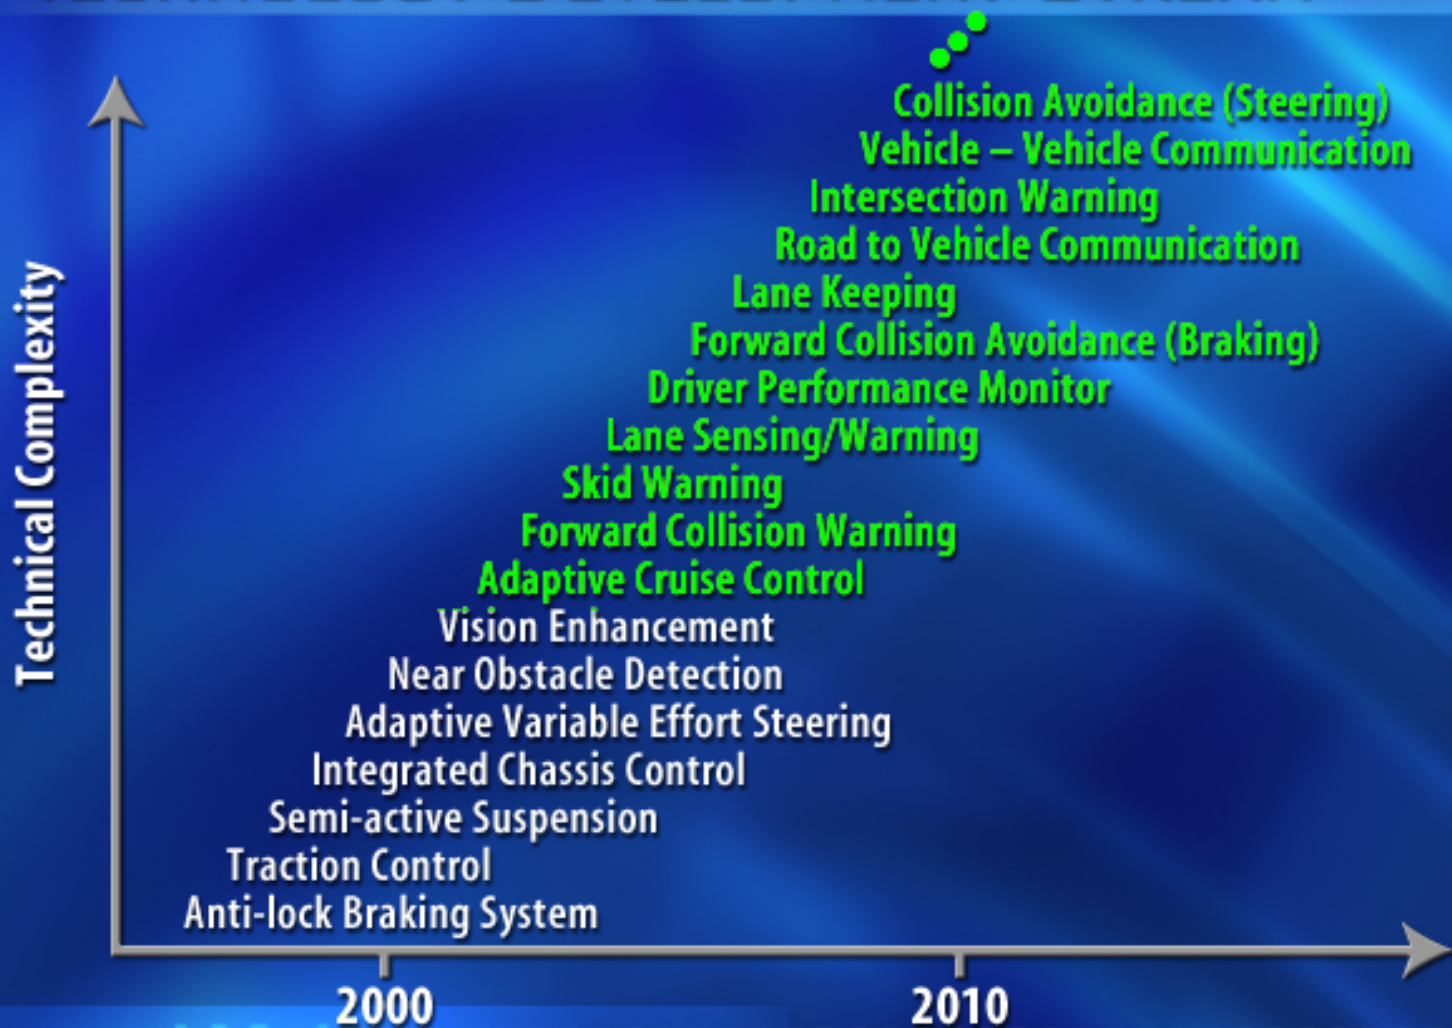 Collision Avoidance (Steering)
Vehicle – Vehicle Communication
Intersection Warning
Road to Vehicle Communication
Lane Keeping
Forward Collision Avoidance (Braking)
Driver Performance Monitor
Lane Sensing/Warning
Skid Warning
Forward Collision Warning
Adaptive Cruise Control
Vision Enhancement
Near Obstacle Detection
Adaptive Variable Effort Steering
Integrated Chassis Control
Semi-active Suspension
Traction Control
Anti-lock Braking System
Technical Complexity
2000 2010